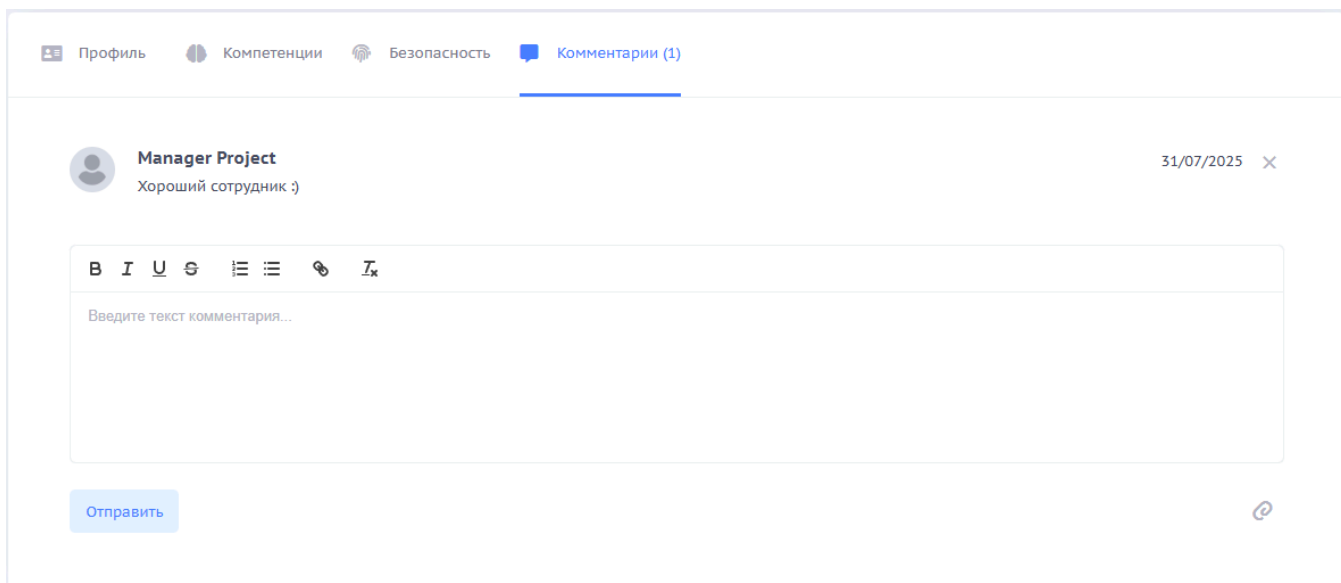 Профиль Компетенции Безопасность Комментарии (1)
Manager Project 31/07/2025
Хороший сотрудник :)
B I U S
Введите текст комментария...
Отправить